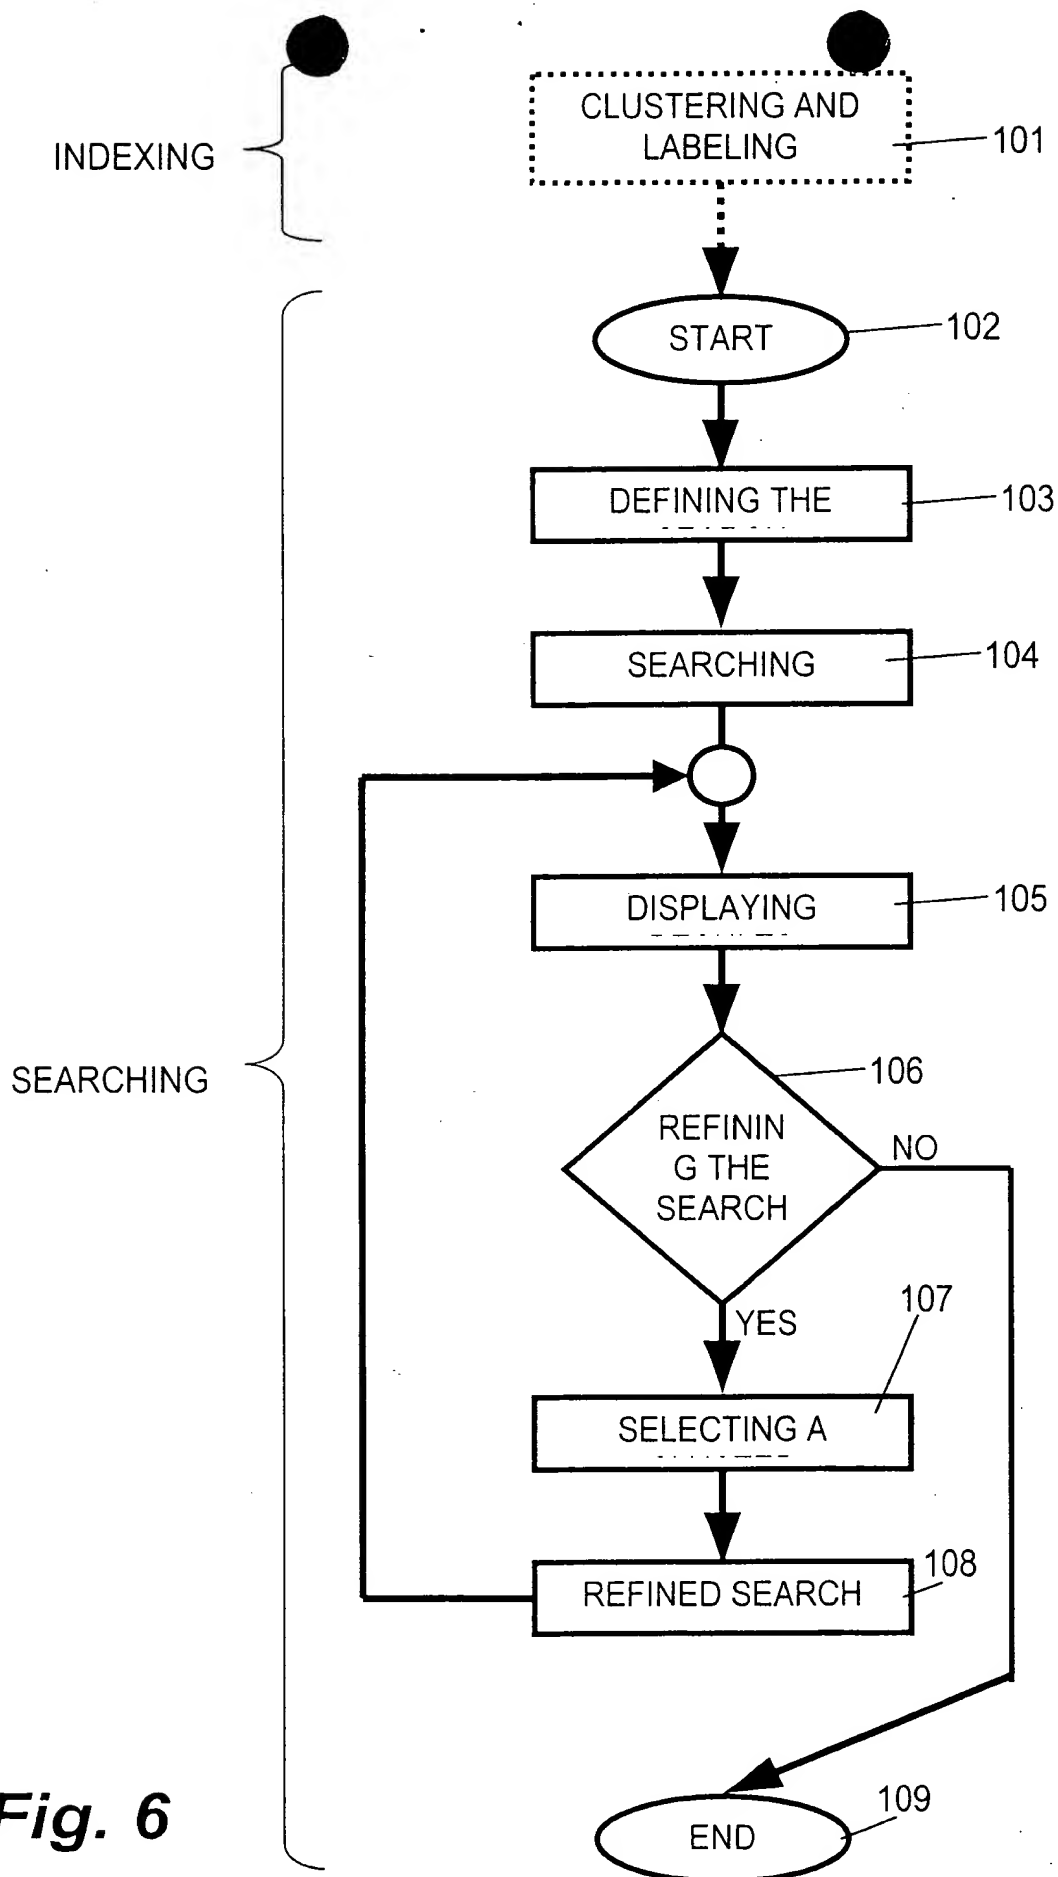 CLUSTERING AND
LABELING
101
INDEXING
START
102
DEFINING THE
103
SEARCHING
104
DISPLAYING
105
SEARCHING
106
REFININ
G THE
SEARCH
NO
YES
107
SELECTING A
REFINED SEARCH
108
Fig. 6
END
109